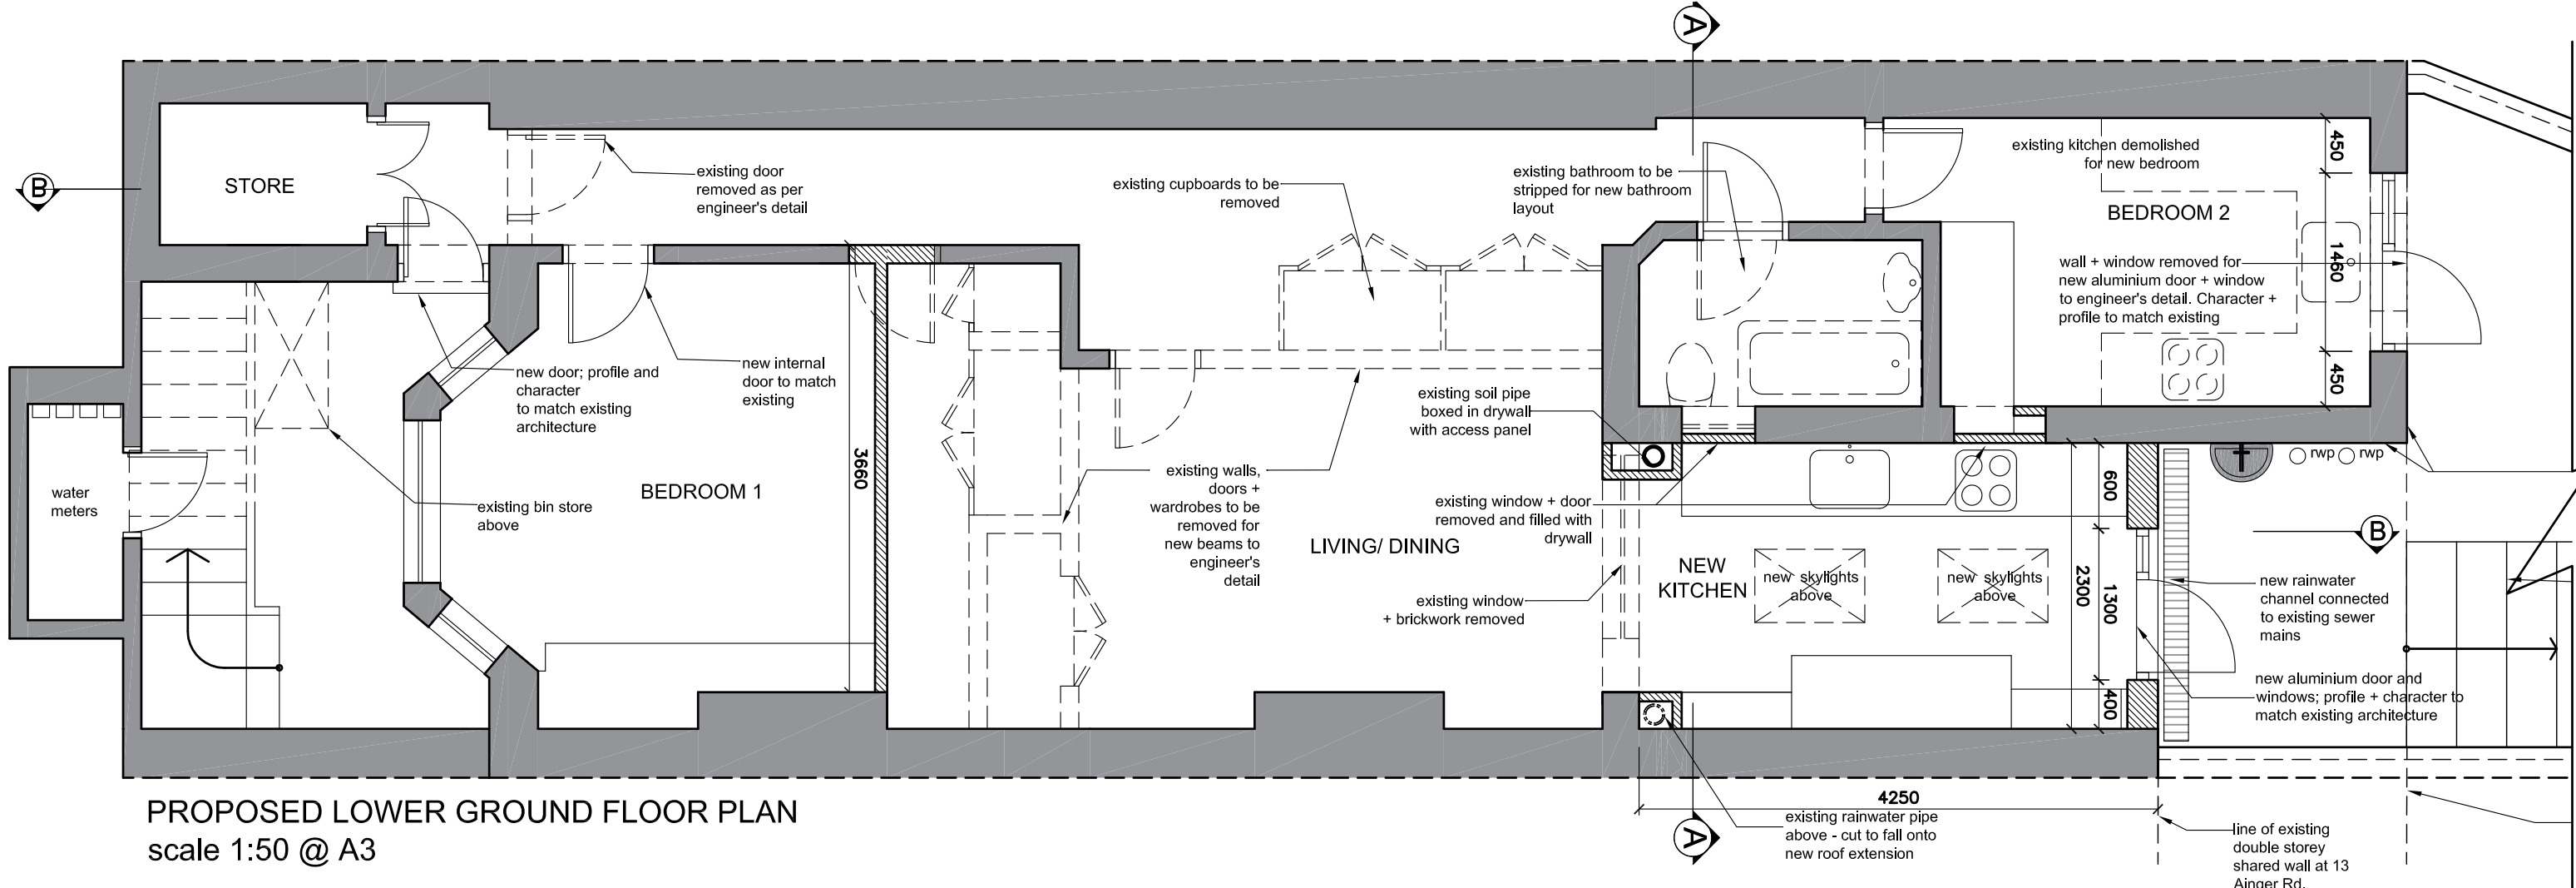 A
B
STORE
existing door
removed as per
engineer's detail
existing cupboards to be
removed
existing bathroom to be
stripped for new bathroom
layout
existing kitchen demolished
for new bedroom
BEDROOM 2
450
1460
450
wall + window removed for
new aluminium door + window
to engineer's detail. Character +
profile to match existing
new door; profile and
character
to match existing
architecture
new internal
door to match
existing
3660
existing soil pipe
boxed in drywall
with access panel
water
meters
existing bin store
above
BEDROOM 1
existing walls,
doors +
wardrobes to be
removed for
new beams to
engineer's
detail
LIVING/ DINING
existing window + door
removed and filled with
drywall
existing window
+ brickwork removed
NEW
KITCHEN
new skylights
above
new skylights
above
600
2300
1300
400
rwp
rwp
B
new rainwater
channel connected
to existing sewer
mains
new aluminium door and
windows; profile + character to
match existing architecture
4250
existing rainwater pipe
above - cut to fall onto
new roof extension
A
line of existing
double storey
shared wall at 13
Ainger Rd.
PROPOSED LOWER GROUND FLOOR PLAN
scale 1:50 @ A3